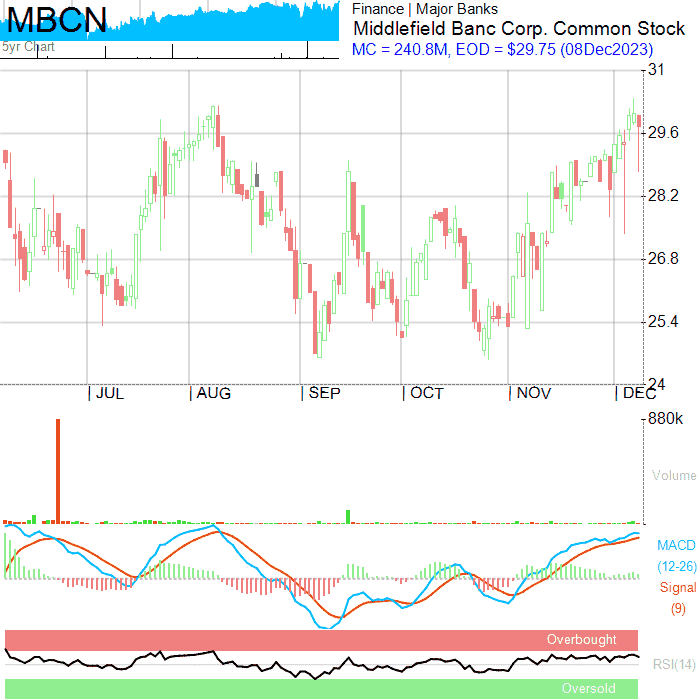 MBCN
5yr Chart
Finance | Major Banks
Middlefield Banc Corp. Common Stock
MC = 240.8M, EOD = $29.75 (08Dec2023)
31
29.6
28.2
26.8
25.4
24
JUL AUG SEP OCT NOV DEC
880k
Volume
MACD
(12-26)
Signal
(9)
Overbought
RSI(14)
Oversold